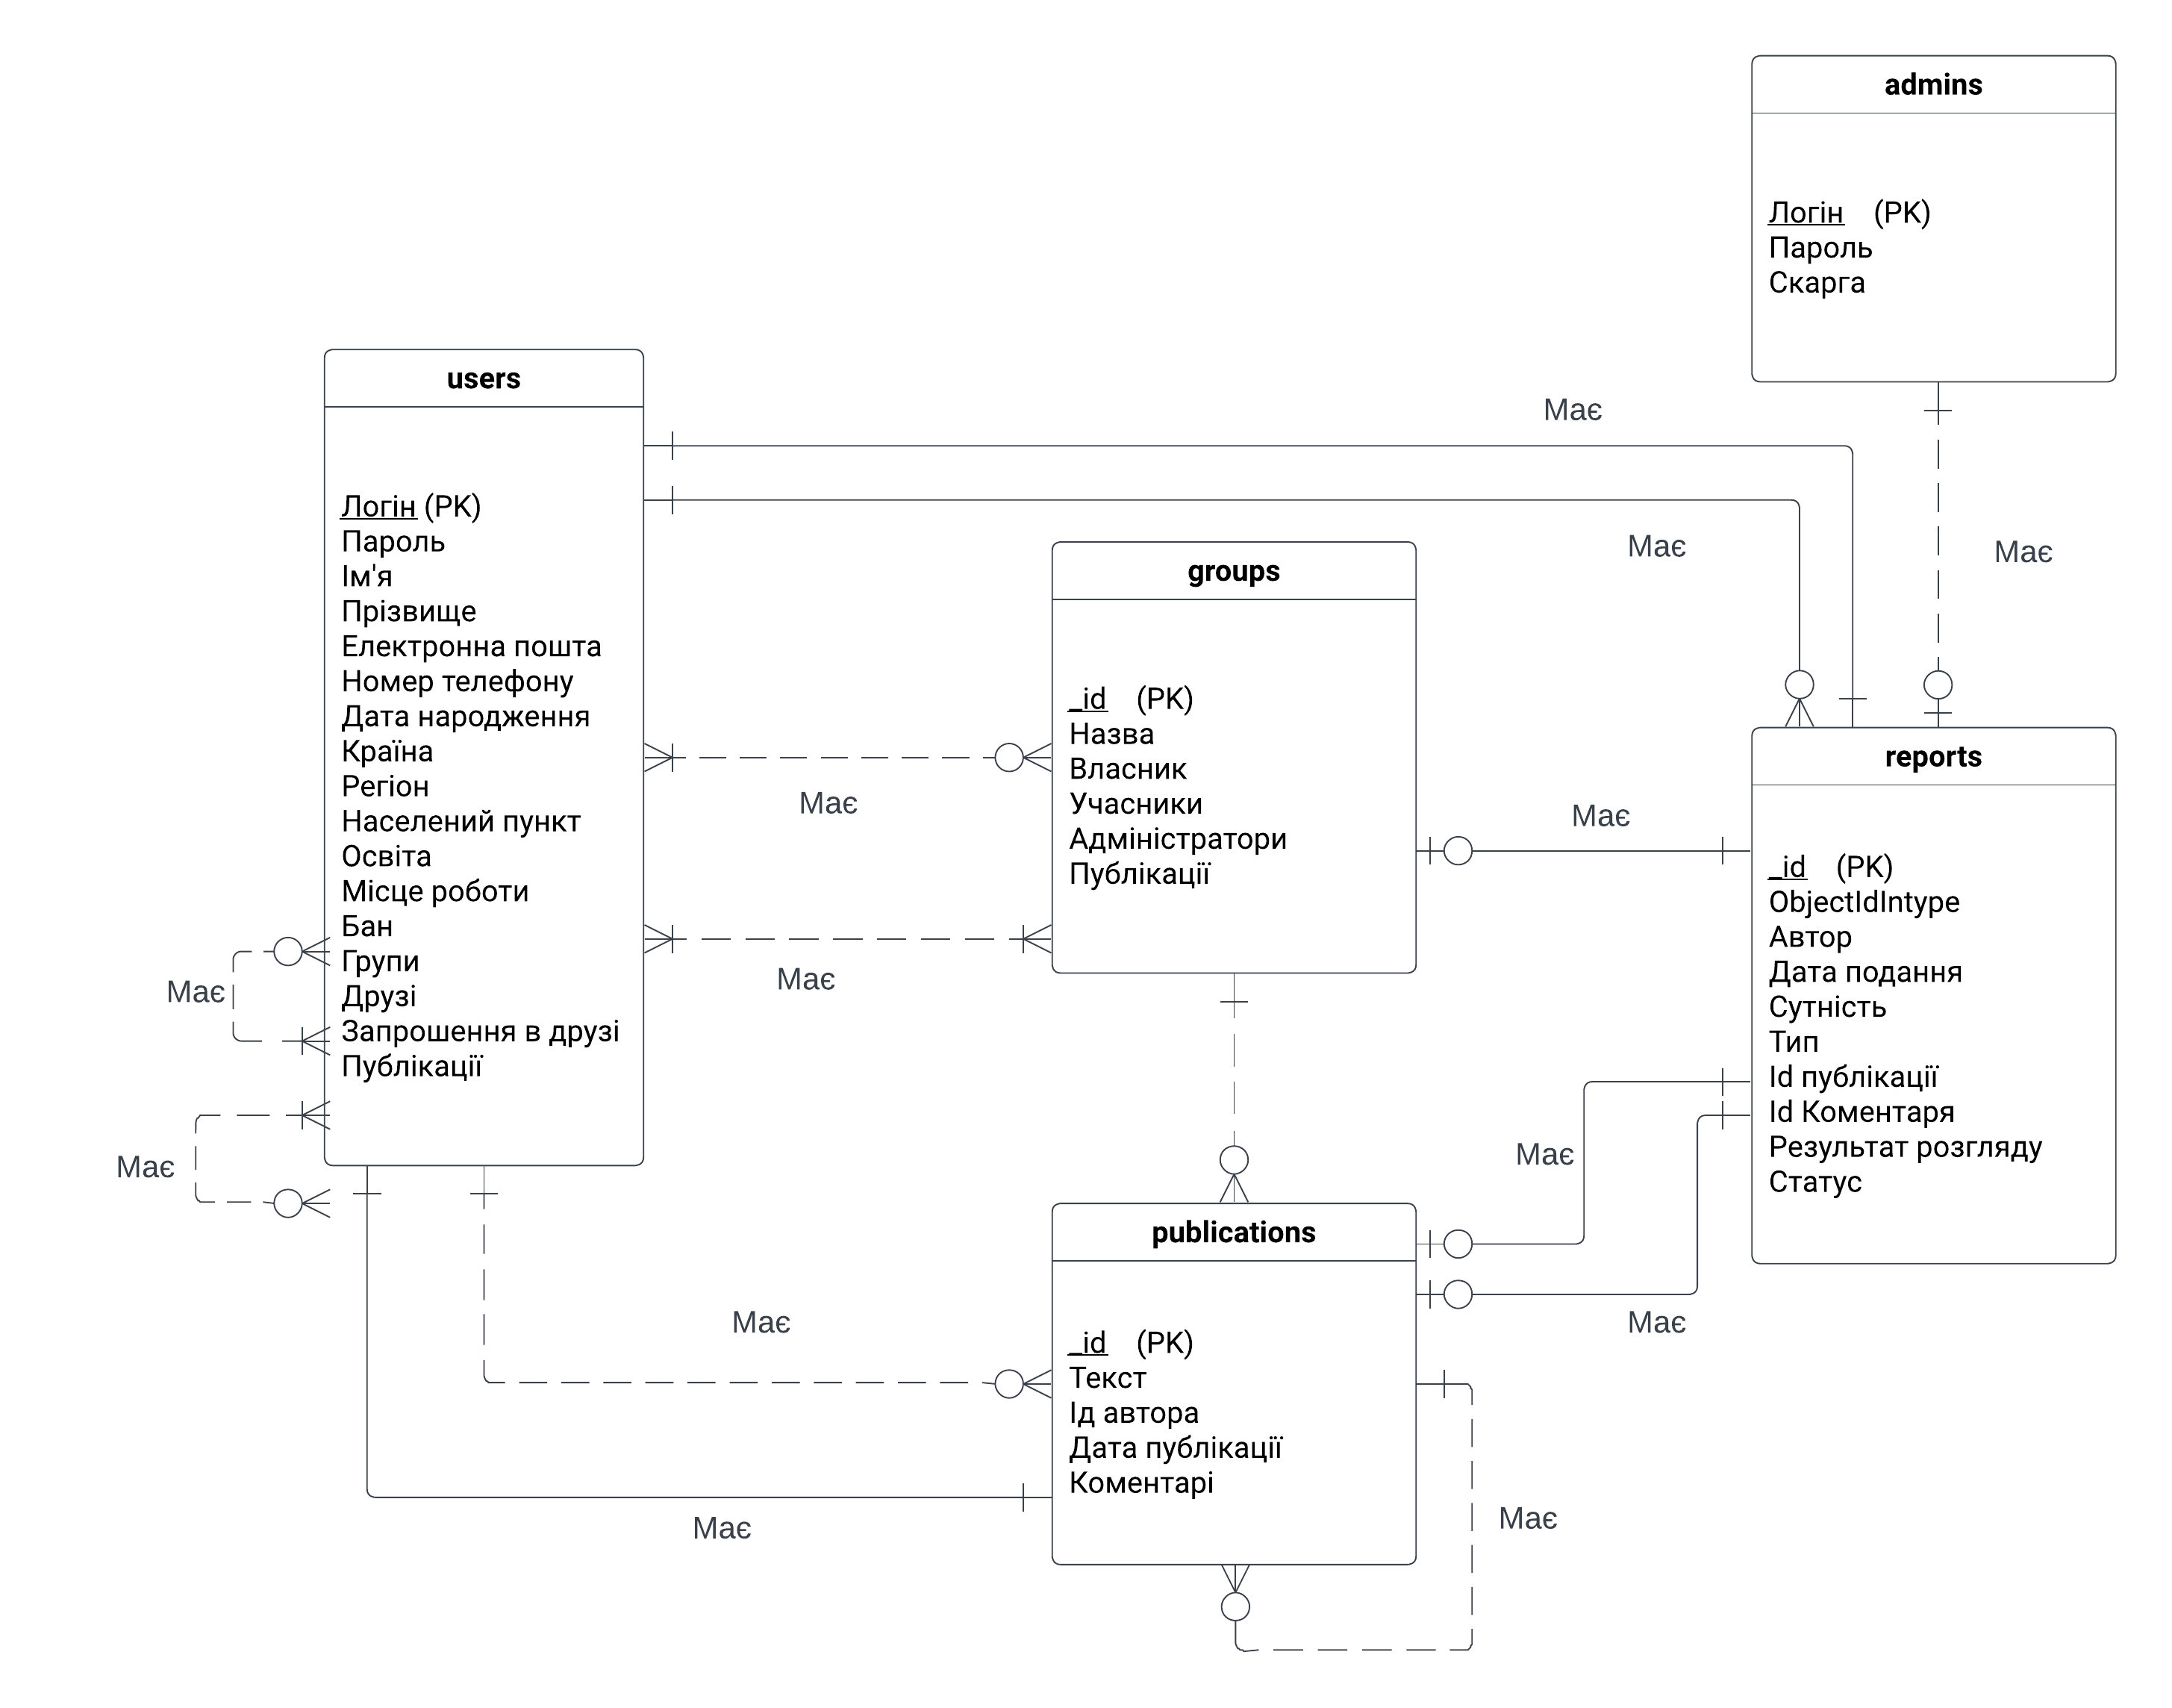 admins
Логін (PK)
Пароль
Скарга
users
Логін (PK)
Пароль
Ім'я
Прізвище
Електронна пошта
Номер телефону
Дата народження
Країна
Регіон
Населений пункт
Освіта
Місце роботи
Бан
Групи
Друзі
Запрошення в друзі
Публікації
Має
Має
Має
Має
Має
groups
_id (PK)
Назва
Власник
Учасники
Адміністратори
Публікації
Має
Має
Має
reports
_id (PK)
ObjectIdIntype
Автор
Дата подання
Сутність
Тип
Id публікації
Id Коментаря
Результат розгляду
Статус
Має
Має
publications
_id (PK)
Текст
Ід автора
Дата публікації
Коментарі
Має
Має
Має